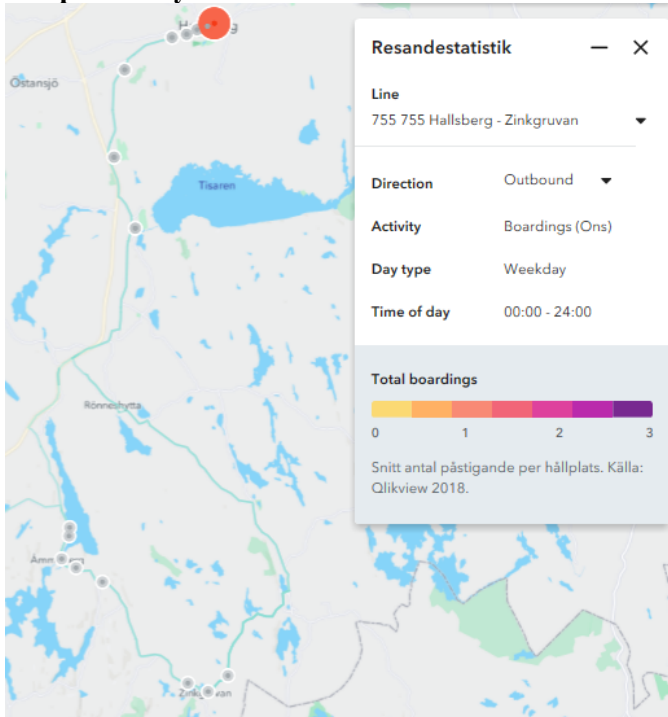 Östansjö
Tisaren
Rönneshytta
Resandestatistik
Line
755 755 Hallsberg - Zinkgruvan
Direction Outbound
Activity Boardings (Ons)
Day type Weekday
Time of day 00:00 - 24:00
Total boardings
0 1 2 3
Snitt antal påstigande per hållplats. Källa:
Qlikview 2018.